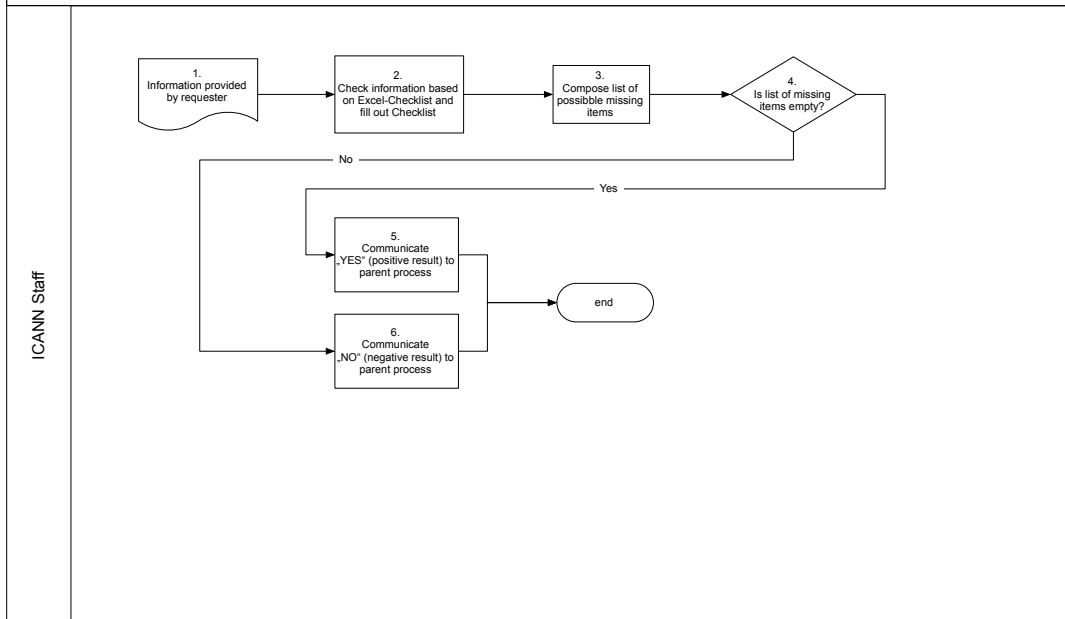 ICANN Staff
1.
Information provided
by requester
2.
Check information based
on Excel-Checklist and
fill out Checklist
3.
Compose list of
possibble missing
items
4.
Is list of missing
items empty?
No
Yes
5.
Communicate
„YES“ (positive result) to
parent process
end
6.
Communicate
„NO“ (negative result) to
parent process